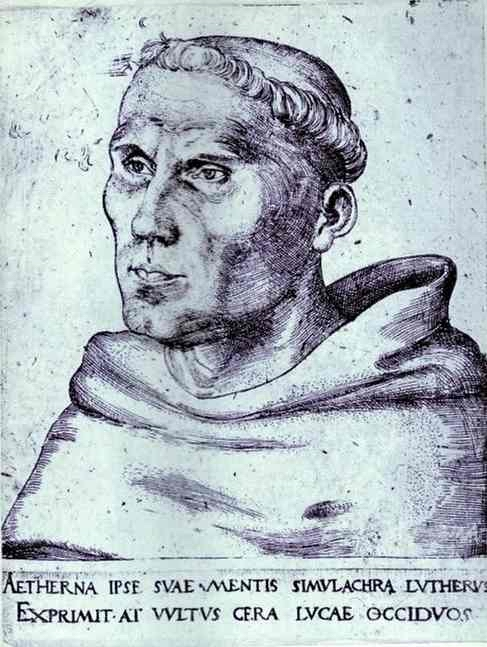 AETHERNA IPSE SVAE MENTIS SIMVLACHRA LVTHERVS
EXPRIMIT·AT VVLTVS CERA LVCAE OCCIDVOS